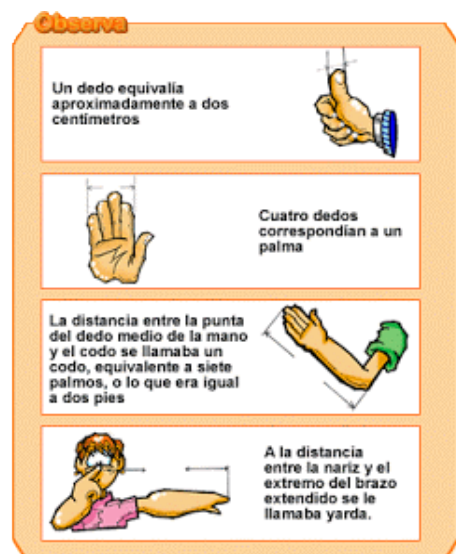 Observa
Un dedo equivalía
aproximadamente a dos
centímetros
Cuatro dedos
correspondían a un
palma
La distancia entre la punta
del dedo medio de la mano
y el codo se llamaba un
codo, equivalente a siete
palmos, o lo que era igual
a dos pies
A la distancia
entre la nariz y el
extremo del brazo
extendido se le
llamaba yarda.